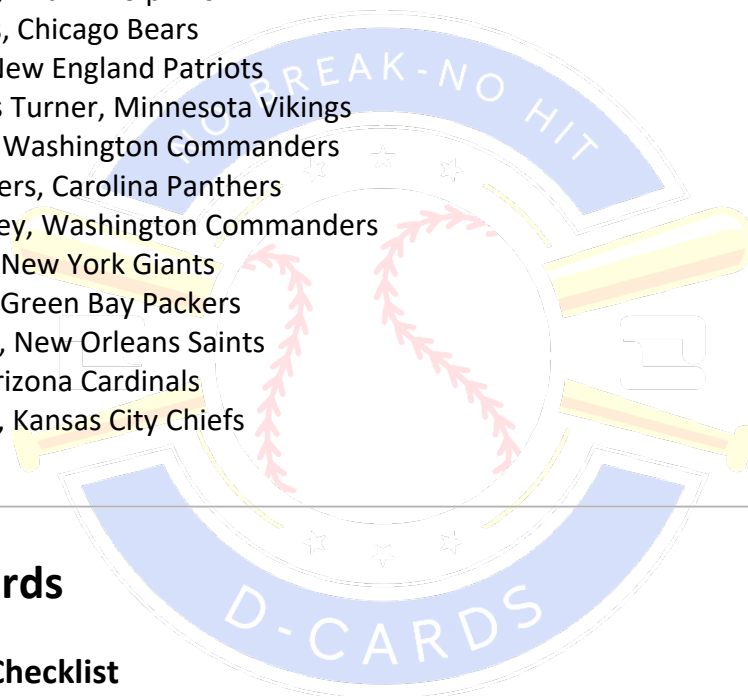 s, Chicago Bears
New England Patriots
s Turner, Minnesota Vikings
Washington Commanders
ers, Carolina Panthers
ey, Washington Commanders
New York Giants
Green Bay Packers
, New Orleans Saints
rizona Cardinals
, Kansas City Chiefs
NO BREAK-NO HIT
D-CARDS
rds
Checklist